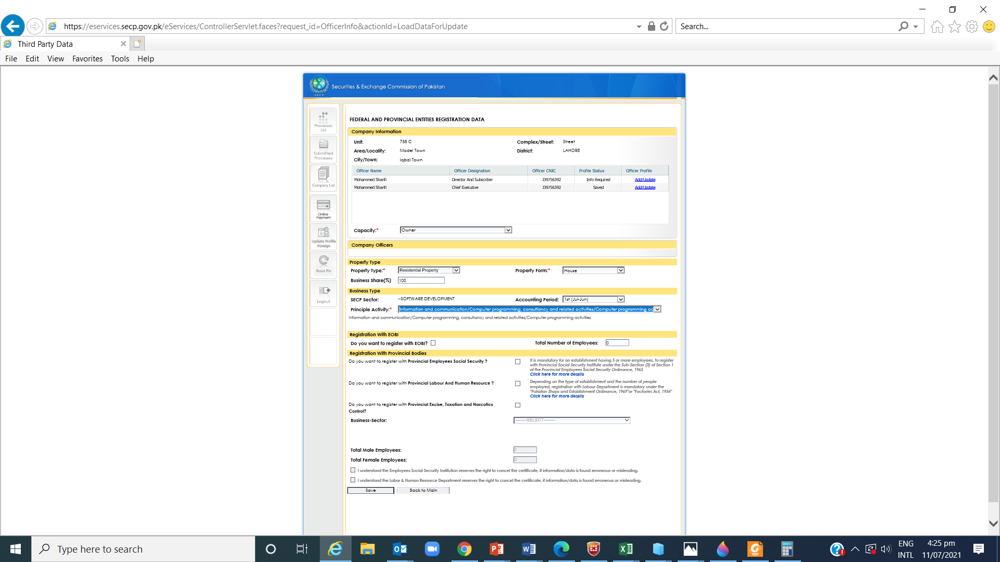 https://eservices.secp.gov.pk/eServices/ControllerServlet.faces?request_id=OfficerInfo&actionId=LoadDataForUpdate
Search...
Third Party Data
File Edit View Favorites Tools Help
Securities & Exchange Commission of Pakistan
SECP
Processes List
Submitted Processes
Company List
Online Payment
Update Profile Foreign
Reset Pin
Logout
FEDERAL AND PROVINCIAL ENTITIES REGISTRATION DATA
Company Information
Unit: 758 C Complex/Street: Street
Area/Locality: Model Town District: LAHORE
City/Town: Iqbal Town
Officer Name Officer Designation Officer CNIC Profile Status Officer Profile
Mohammed Sharifi Director And Subscriber J39756392 Info Required Add/Update
Mohammed Sharifi Chief Executive J39756392 Saved Add/Update
Capacity:* Owner
Company Officers
Property Type
Property Type:* Residential Property Property Form:* House
Business Share(%) 100
Business Type
SECP Sector: --SOFTWARE DEVELOPMENT Accounting Period: 1st (Jul-Jun)
Principle Activity:* Information and communication/Computer programming, consultancy and related activities/Computer programming ac
Information and communication/Computer programming, consultancy and related activities/Computer programming activities
Registration With EOBI
Do you want to register with EOBI? Total Number of Employees: 0
Registration With Provincial Bodies
Do you want to register with Provincial Employees Social Security ?
It is mandatory for an establishment having 5 or more employees, to register
with Provincial Social Security Institute under the Sub-Section (3) of Section 1
of the Provincial Employees Social Security Ordinance, 1965
Click here for more details
Do you want to register with Provincial Labour And Human Resource ?
Depending on the type of establishment and the number of people
employed, registration with Labour Department is mandatory under the
"Pakistan Shops and Establishment Ordinance, 1969"or "Factories Act, 1934"
Click here for more details
Do you want to register with Provincial Excise, Taxation and Narcotics
Control?
Business-Sector: --------SELECT--------
Total Male Employees: 0
Total Female Employees: 0
I understand the Employees Social Security Institution reserves the right to cancel the certificate, if information/data is found erroneous or misleading.
I understand the Labor & Human Resource Department reserves the right to cancel the certificate, if information/data is found erroneous or misleading.
Save Back to Main
Type here to search
ENG 4:25 pm
INTL 11/07/2021